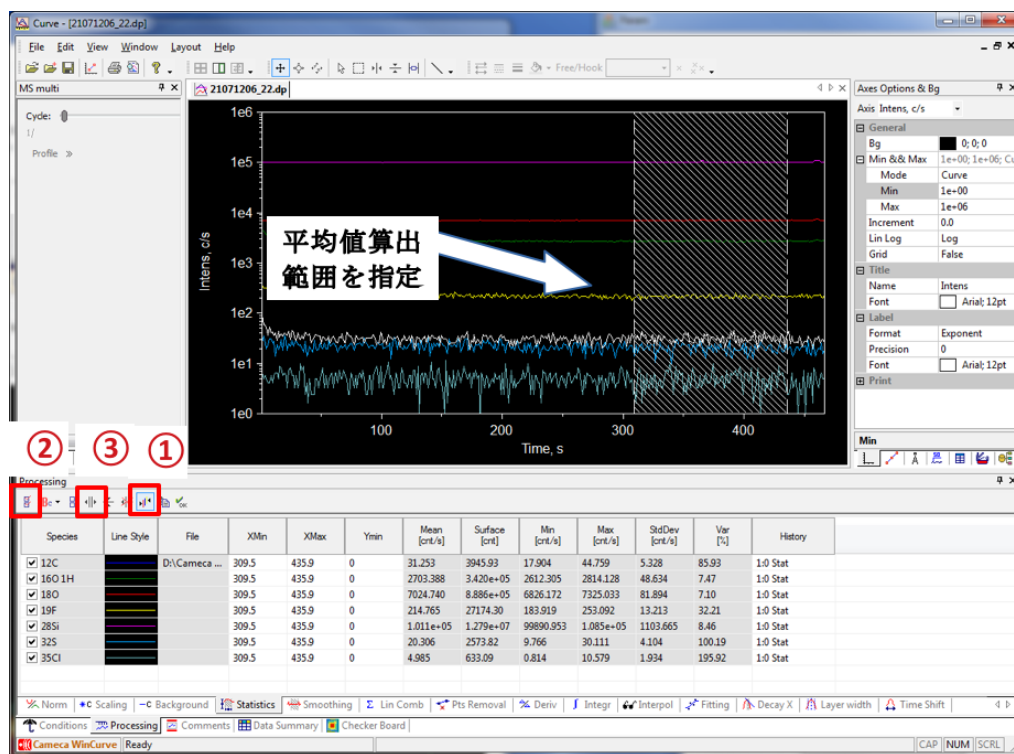 Curve - [21071206_22.dp]
File Edit View Window Layout Help
Free/Hook
MS multi
21071206_22.dp
Axes Options & Bg
Cycle:
1/
Profile »
Axis Intens, c/s
General
Bg 0; 0; 0
Min && Max 1e+00; 1e+06; Cu
Mode Curve
Min 1e+00
Max 1e+06
Increment 0.0
Lin Log Log
Grid False
Title
Name Intens
Font Arial; 12pt
Label
Format Exponent
Precision 0
Font Arial; 12pt
Print
Min
1e6
1e5
1e4
1e3
1e2
1e1
1e0
Intens, c/s
平均値算出
範囲を指定
100 200 300 400
Time, s
② ③ ①
Processing
Species Line Style File XMin XMax Ymin Mean [cnt/s] Surface [cnt] Min [cnt/s] Max [cnt/s] StdDev [cnt/s] Var [%] History
12C D:\Cameca ... 309.5 435.9 0 31.253 3945.93 17.904 44.759 5.328 85.93 1:0 Stat
16O 1H 309.5 435.9 0 2703.388 3.420e+05 2612.305 2814.128 48.634 7.47 1:0 Stat
18O 309.5 435.9 0 7024.740 8.886e+05 6826.172 7325.033 81.894 7.10 1:0 Stat
19F 309.5 435.9 0 214.765 27174.30 183.919 253.092 13.213 32.21 1:0 Stat
28Si 309.5 435.9 0 1.011e+05 1.279e+07 99890.953 1.085e+05 1103.665 8.46 1:0 Stat
32S 309.5 435.9 0 20.306 2573.82 9.766 30.111 4.104 100.19 1:0 Stat
35Cl 309.5 435.9 0 4.985 633.09 0.814 10.579 1.934 195.92 1:0 Stat
Norm +C Scaling -C Background Statistics Smoothing Σ Lin Comb Pts Removal Deriv Integr Interpol Fitting Decay X Layer width Time Shift
Conditions Processing Comments Data Summary Checker Board
Cameca WinCurve Ready CAP NUM SCRL